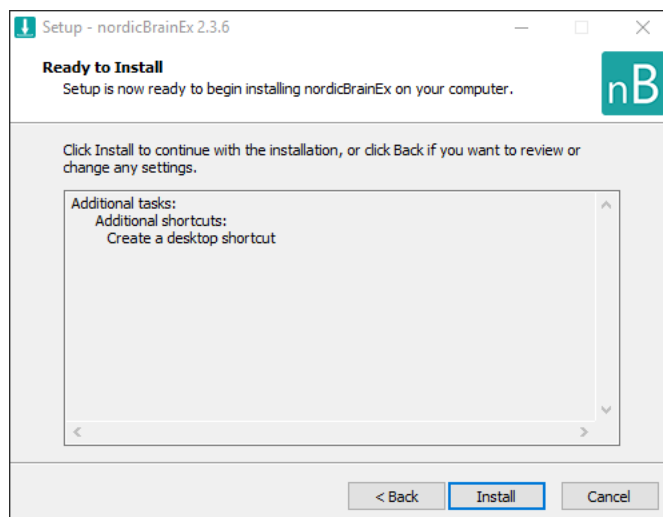 Setup - nordicBrainEx 2.3.6
Ready to Install
Setup is now ready to begin installing nordicBrainEx on your computer.
nB
Click Install to continue with the installation, or click Back if you want to review or
change any settings.
Additional tasks:
Additional shortcuts:
Create a desktop shortcut
< Back
Install
Cancel